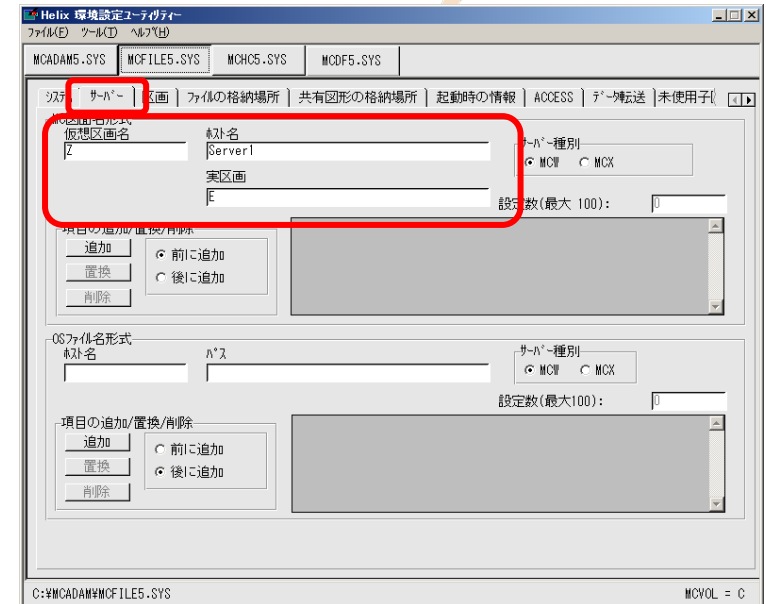 Helix 環境設定ユーティリティー
ファイル(F) ツール(T) ヘルプ(H)
MCADAM5.SYS MCFILE5.SYS MCHC5.SYS MCDF5.SYS
サーバー 区画 ファイルの格納場所 共有図形の格納場所 起動時の情報 ACCESS データ転送
仮想区画名 ホスト名 サーバー種別
Z Server1 MCW MCX
実区画
E 設定数(最大 100): 0
項目の追加/置換/削除
追加 前に追加
置換 後に追加
削除
OSファイル名形式
ホスト名 パス サーバー種別
MCW MCX
設定数(最大100): 0
項目の追加/置換/削除
追加 前に追加
置換 後に追加
削除
C:¥MCADAM¥MCFILE5.SYS MCVOL = C